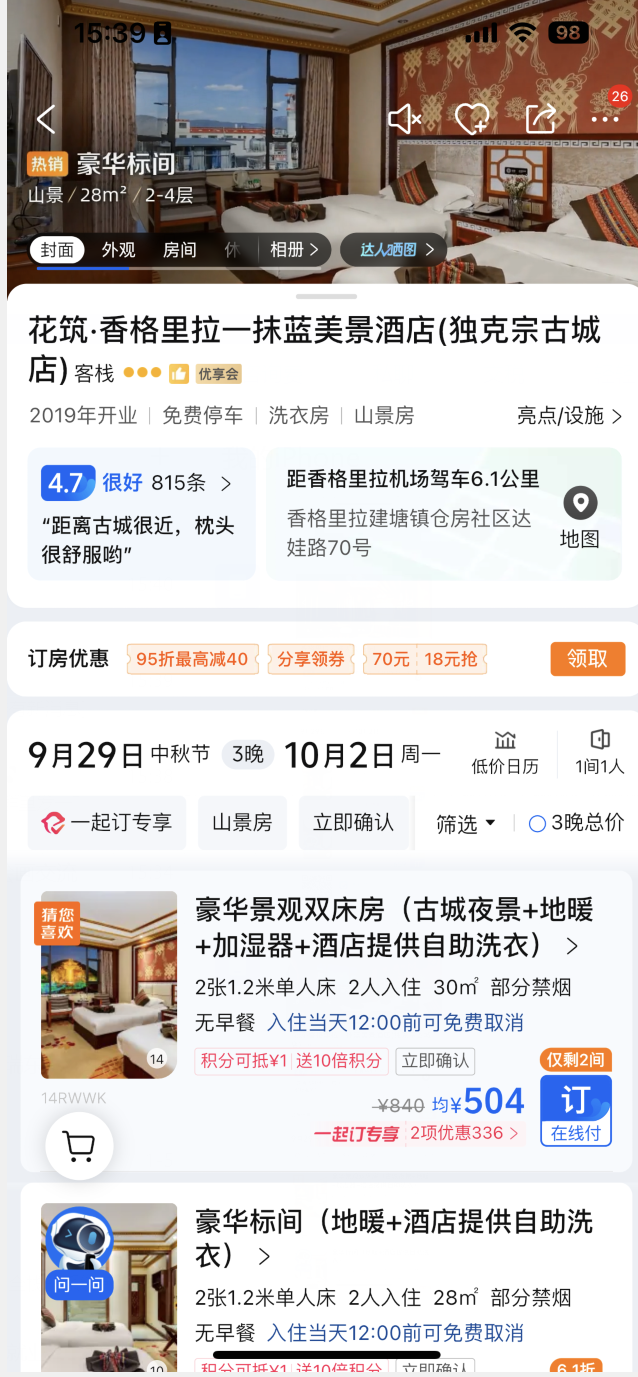 15:39
98
26
热销 豪华标间
山景 / 28m² / 2-4层
封面 外观 房间 休 相册 > 达人晒图 >
花筑·香格里拉一抹蓝美景酒店(独克宗古城
店) 客栈 优享会
2019年开业 | 免费停车 | 洗衣房 | 山景房 亮点/设施 >
4.7 很好 815条 >
“距离古城很近，枕头
很舒服哟”
距香格里拉机场驾车6.1公里
香格里拉建塘镇仓房社区达
娃路70号
地图
订房优惠 95折最高减40 分享领券 70元 18元抢 领取
9月29日 中秋节 3晚 10月2日 周一 低价日历 1间1人
一起订专享 山景房 立即确认 筛选 3晚总价
猜您
喜欢
豪华景观双床房（古城夜景+地暖
+加湿器+酒店提供自助洗衣） >
2张1.2米单人床 2人入住 30㎡ 部分禁烟
无早餐 入住当天12:00前可免费取消
14
积分可抵¥1 送10倍积分 立即确认 仅剩2间
14RWWK
¥840 均¥504 订
一起订专享 2项优惠336 > 在线付
豪华标间（地暖+酒店提供自助洗
衣） >
问一问
2张1.2米单人床 2人入住 28㎡ 部分禁烟
无早餐 入住当天12:00前可免费取消
10
积分可抵¥1 送10倍积分 立即确认 6.1折